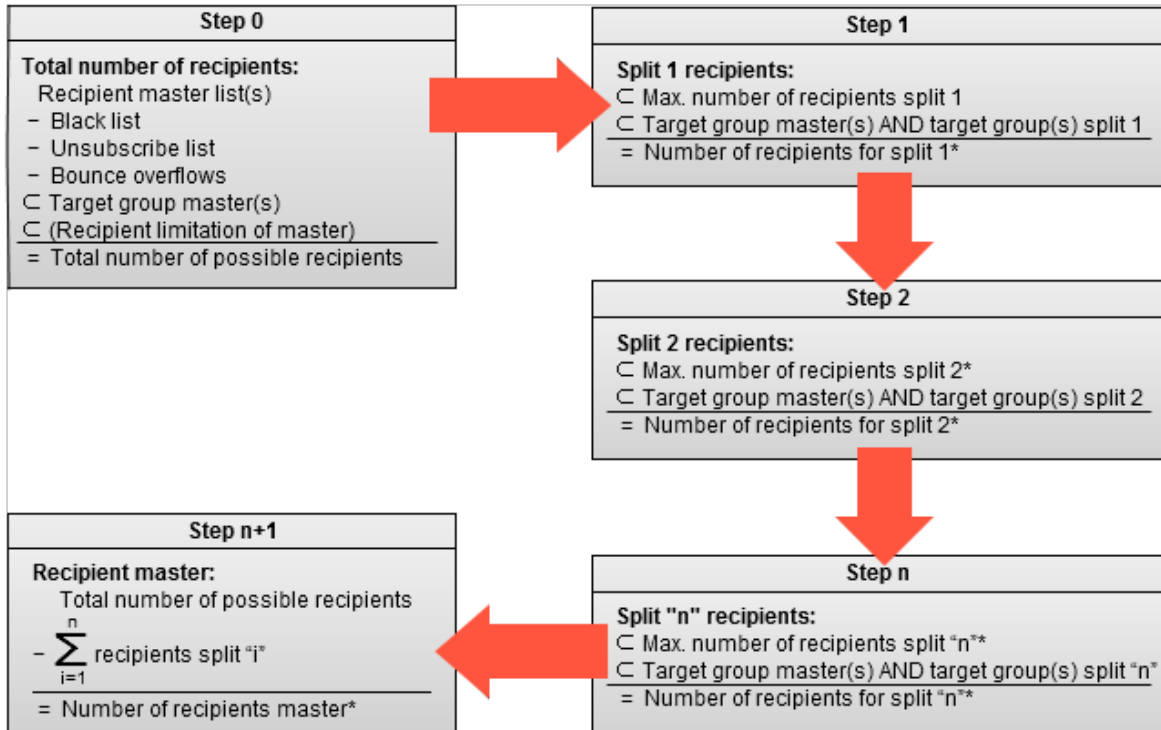 Step 0
Total number of recipients:
Recipient master list(s)
− Black list
− Unsubscribe list
− Bounce overflows
⊂ Target group master(s)
⊂ (Recipient limitation of master)
= Total number of possible recipients
Step 1
Split 1 recipients:
⊂ Max. number of recipients split 1
⊂ Target group master(s) AND target group(s) split 1
= Number of recipients for split 1*
Step 2
Split 2 recipients:
⊂ Max. number of recipients split 2*
⊂ Target group master(s) AND target group(s) split 2
= Number of recipients for split 2*
Step n
Split "n" recipients:
⊂ Max. number of recipients split “n”*
⊂ Target group master(s) AND target group(s) split “n”
= Number of recipients for split “n”*
Step n+1
Recipient master:
Total number of possible recipients
n
− ∑ recipients split “i”
i=1
= Number of recipients master*